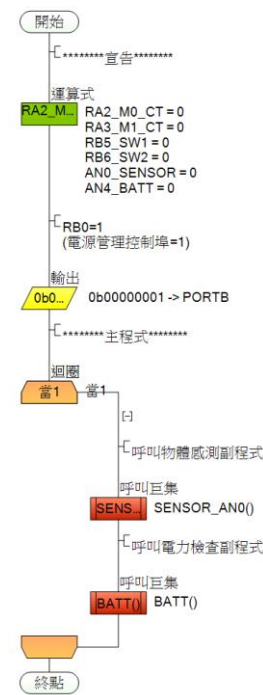 開始
********宣告********
運算式
RA2_M...
RA2_M0_CT = 0
RA3_M1_CT = 0
RB5_SW1 = 0
RB6_SW2 = 0
AN0_SENSOR = 0
AN4_BATT = 0
RB0=1
(電源管理控制埠=1)
輸出
0b0...
0b00000001 -> PORTB
********主程式********
迴圈
當1
當1
[-]
呼叫物體感測副程式
呼叫巨集
SENS...
SENSOR_AN0()
呼叫電力檢查副程式
呼叫巨集
BATT()
BATT()
終點